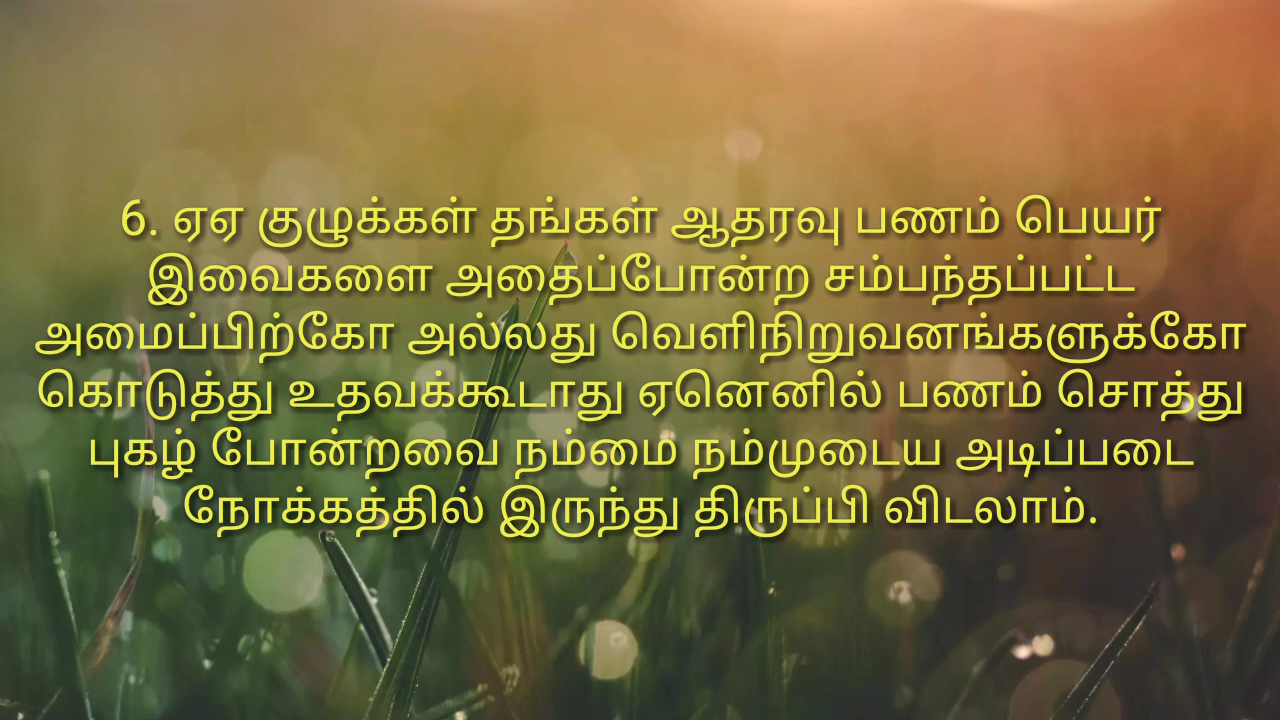 6. ஏஏ குழுக்கள் தங்கள் ஆதரவு பணம் பெயர்
இவைகளை அதைப்போன்ற சம்பந்தப்பட்ட
அமைப்பிற்கோ அல்லது வெளிநிறுவனங்களுக்கோ
கொடுத்து உதவக்கூடாது ஏனெனில் பணம் சொத்து
புகழ் போன்றவை நம்மை நம்முடைய அடிப்படை
நோக்கத்தில் இருந்து திருப்பி விடலாம்.